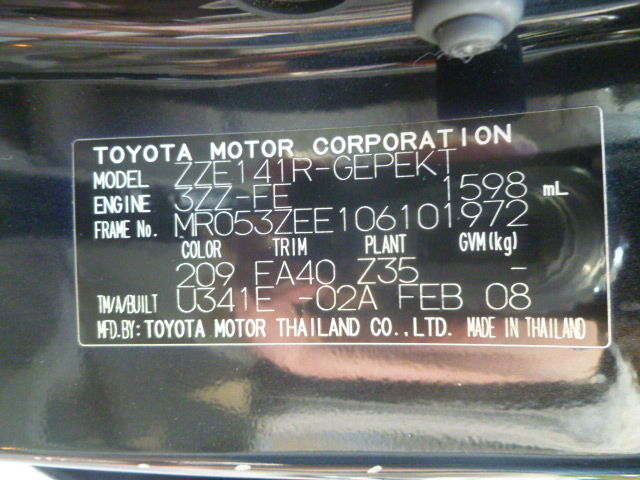 TOYOTA MOTOR CORPORATION
MODEL ZZE141R-GEPEKT
ENGINE 3ZZ-FE 1598 mL
FRAME No. MR053ZEE106101972
COLOR TRIM PLANT GVM(kg)
209 FA40 Z35 -
TM/A/BUILT U341E -02A FEB 08
MFD.BY: TOYOTA MOTOR THAILAND CO.,LTD. MADE IN THAILAND